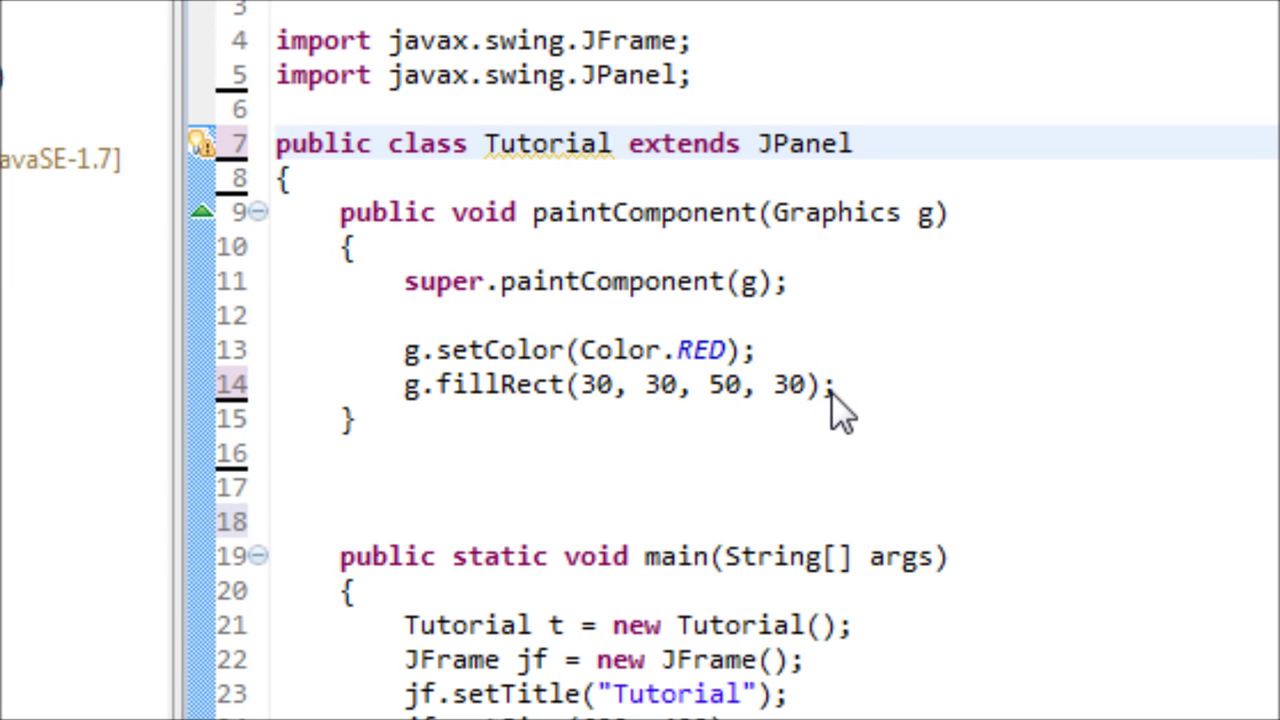 3
4 import javax.swing.JFrame;
5 import javax.swing.JPanel;
6
avaSE-1.7]
7 public class Tutorial extends JPanel
8 {
9 public void paintComponent(Graphics g)
10 {
11 super.paintComponent(g);
12
13 g.setColor(Color.RED);
14 g.fillRect(30, 30, 50, 30);
15 }
16
17
18
19 public static void main(String[] args)
20 {
21 Tutorial t = new Tutorial();
22 JFrame jf = new JFrame();
23 jf.setTitle("Tutorial");